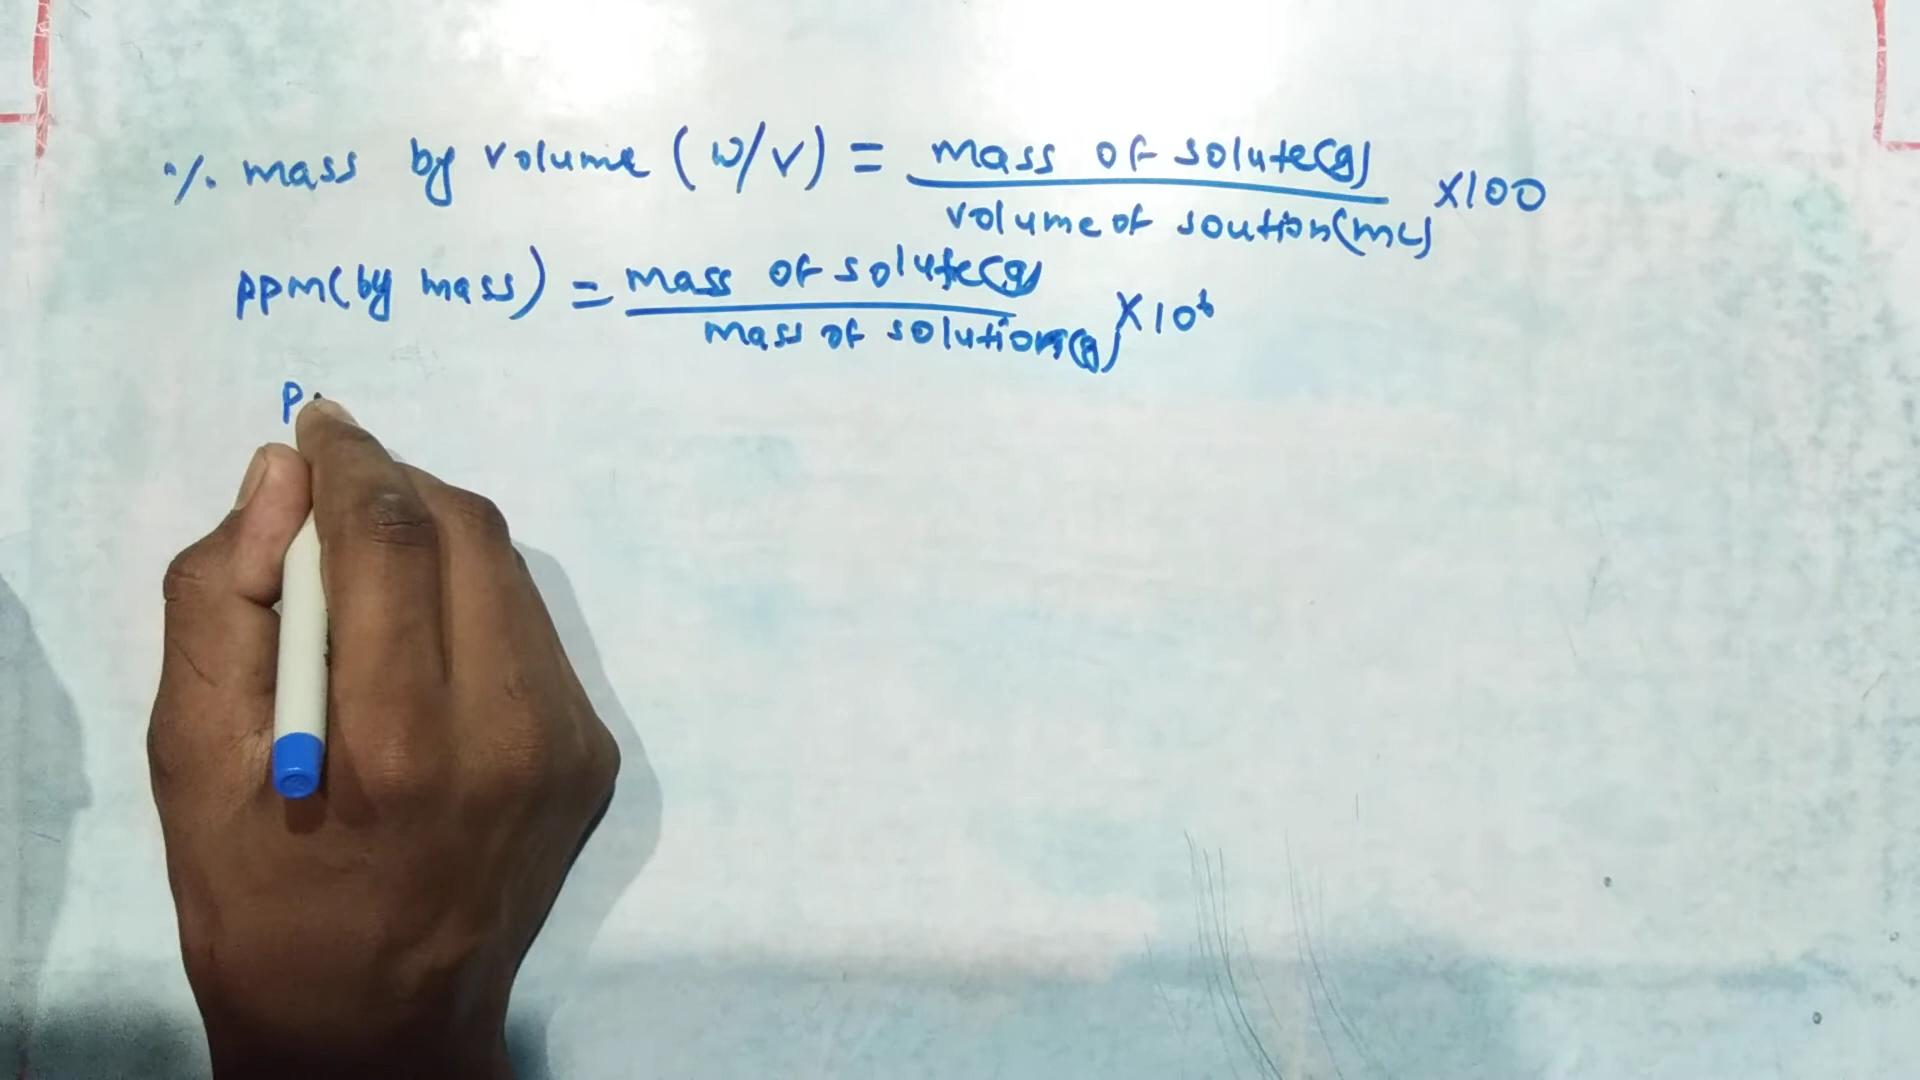 % mass by volume (w/v) = mass of solute(g) / volume of soution(mL) ×100
ppm(by mass) = mass of solute(g) / mass of solution(g) ×10⁶
P